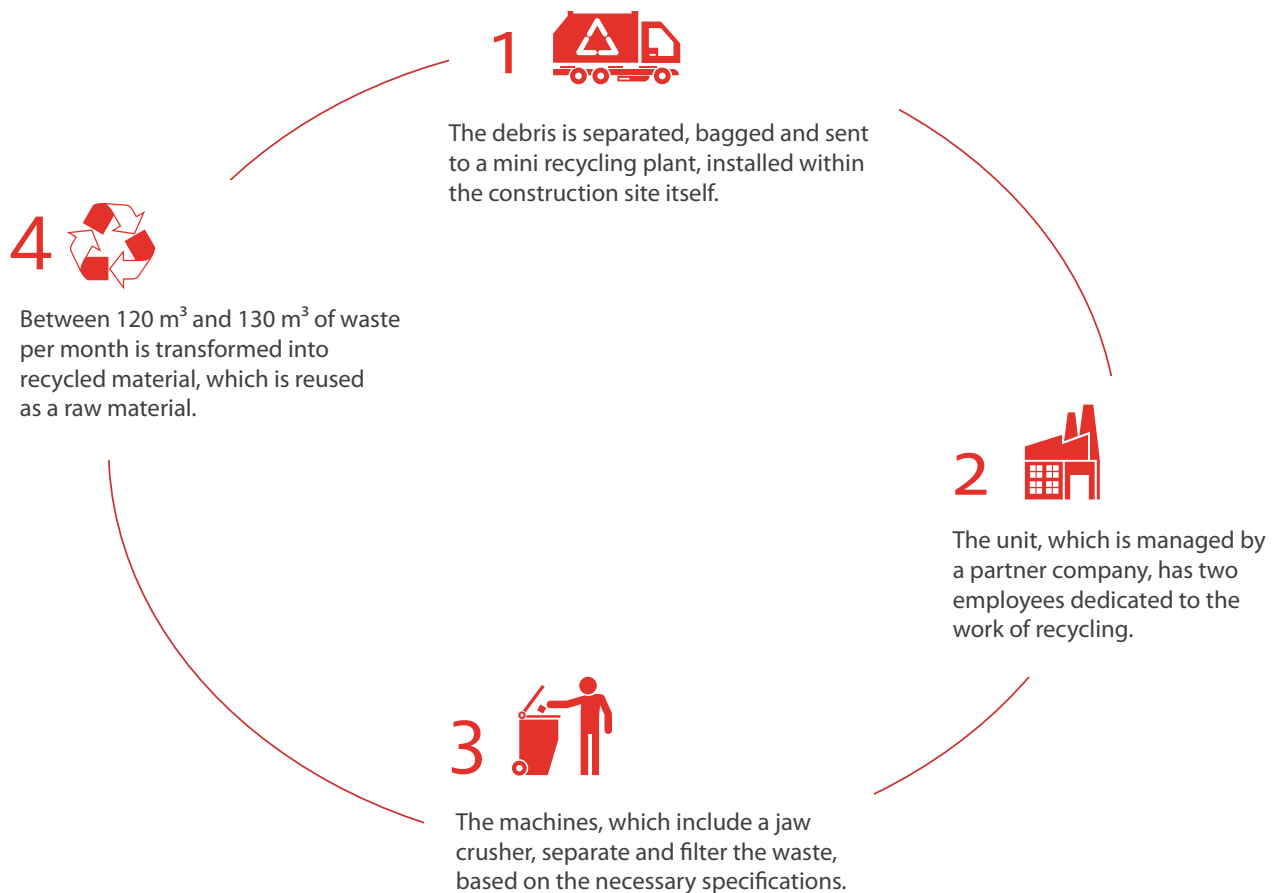 1
The debris is separated, bagged and sent
to a mini recycling plant, installed within
the construction site itself.
2
The unit, which is managed by
a partner company, has two
employees dedicated to the
work of recycling.
3
The machines, which include a jaw
crusher, separate and filter the waste,
based on the necessary specifications.
4
Between 120 m³ and 130 m³ of waste
per month is transformed into
recycled material, which is reused
as a raw material.